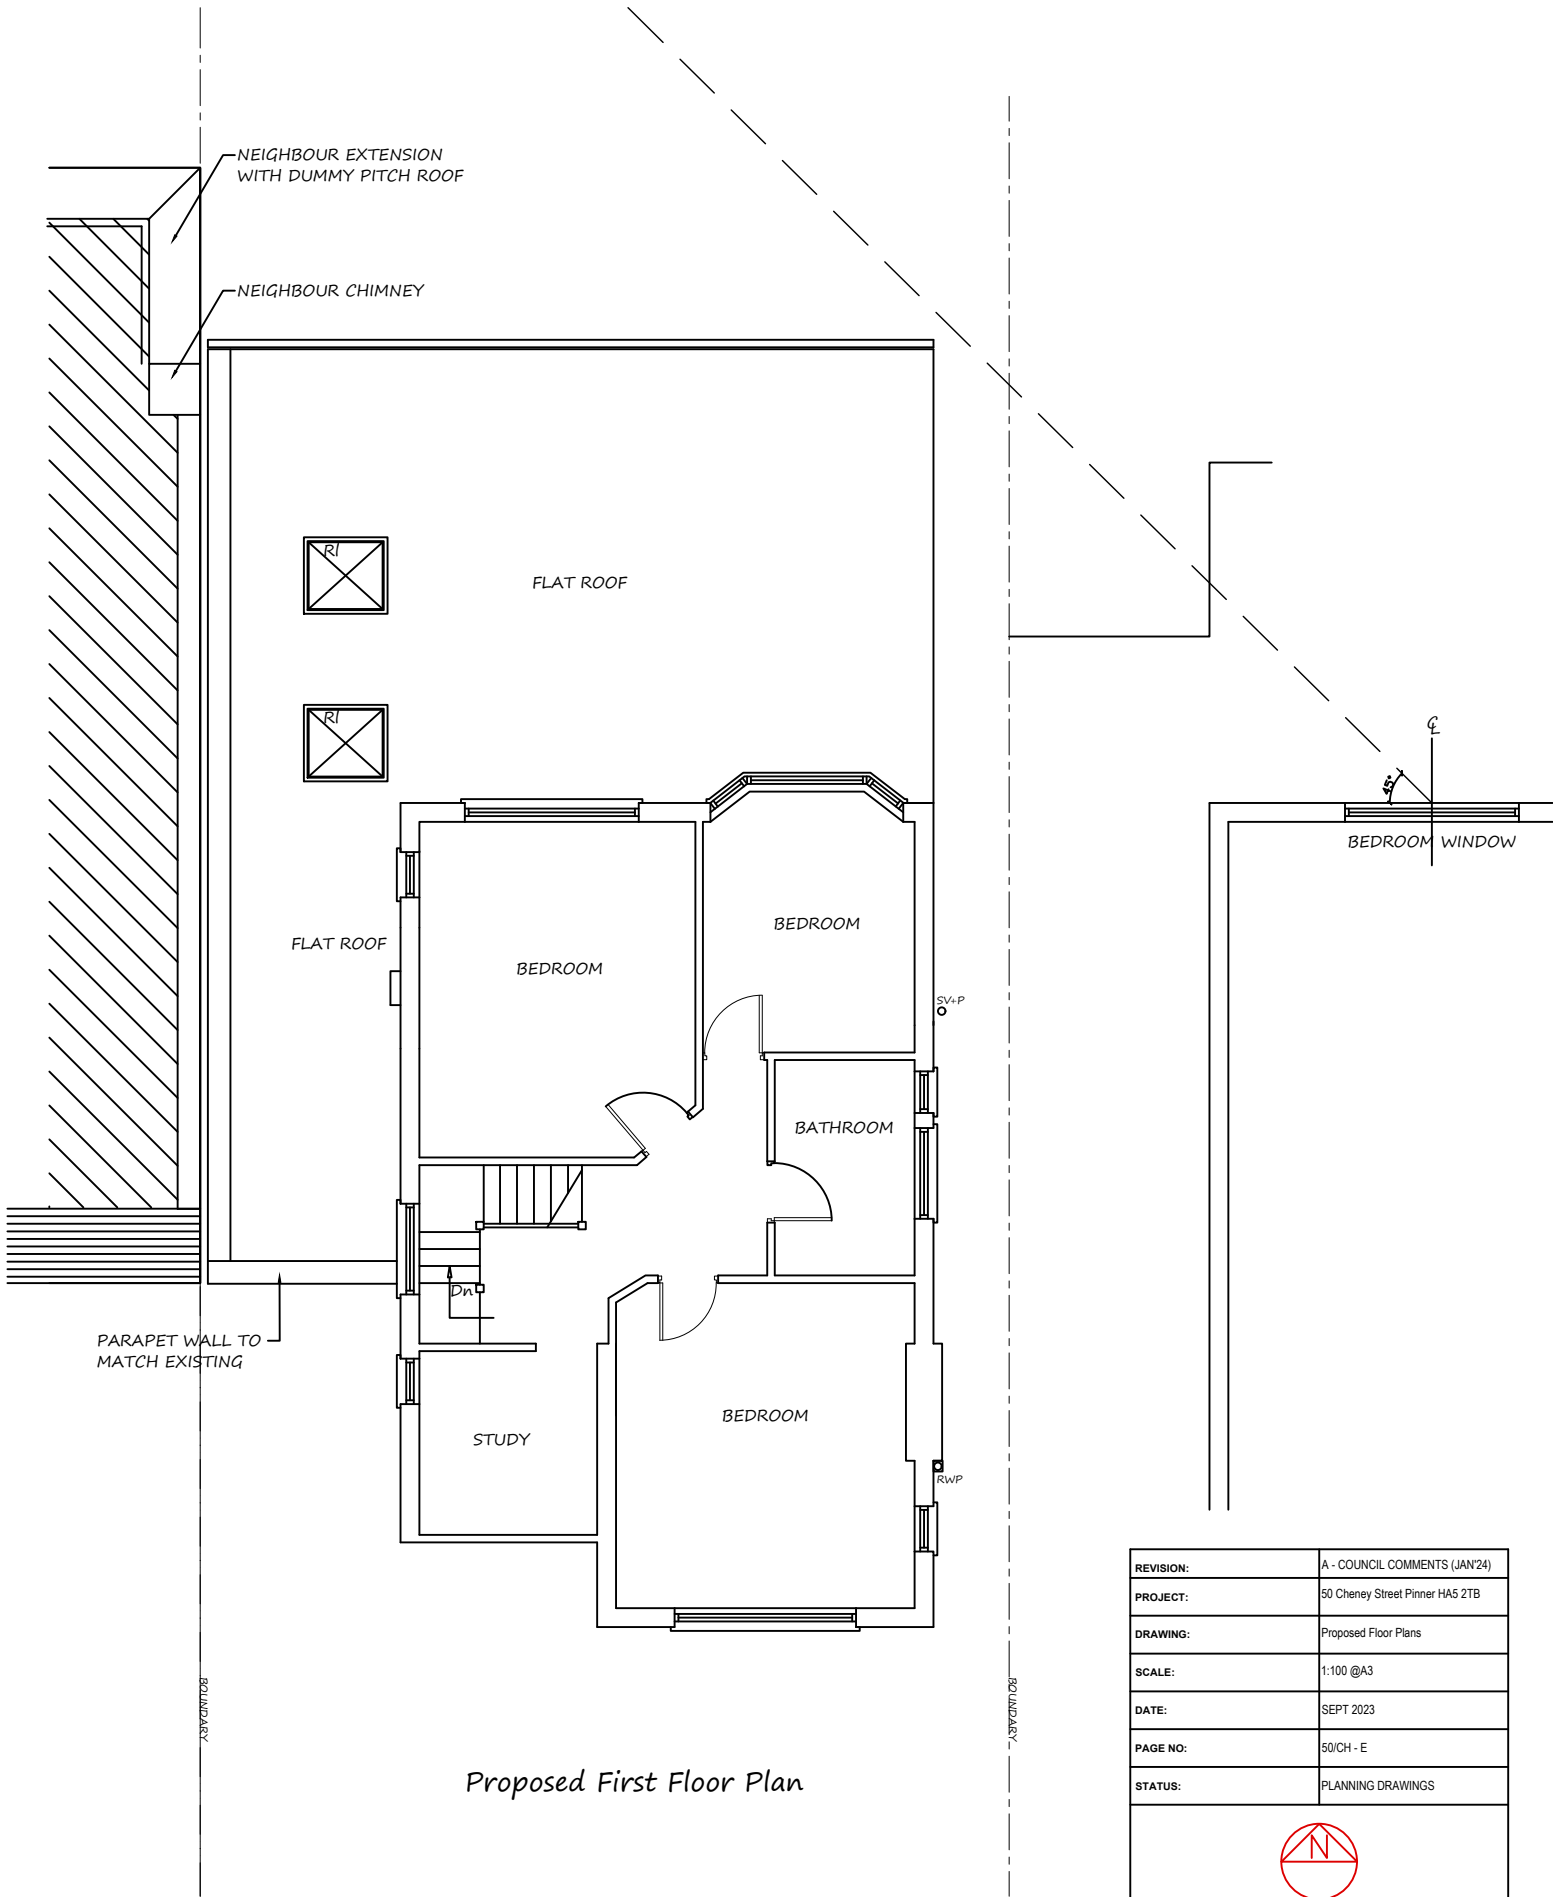 NEIGHBOUR EXTENSION
WITH DUMMY PITCH ROOF
NEIGHBOUR CHIMNEY
Rl
FLAT ROOF
Rl
℄
45°
BEDROOM WINDOW
BEDROOM
FLAT ROOF
BEDROOM
SV+P
BATHROOM
Dn
PARAPET WALL TO
MATCH EXISTING
BEDROOM
STUDY
RWP
BOUNDARY
BOUNDARY
Proposed First Floor Plan
REVISION: A - COUNCIL COMMENTS (JAN'24)
PROJECT: 50 Cheney Street Pinner HA5 2TB
DRAWING: Proposed Floor Plans
SCALE: 1:100 @A3
DATE: SEPT 2023
PAGE NO: 50/CH - E
STATUS: PLANNING DRAWINGS
N